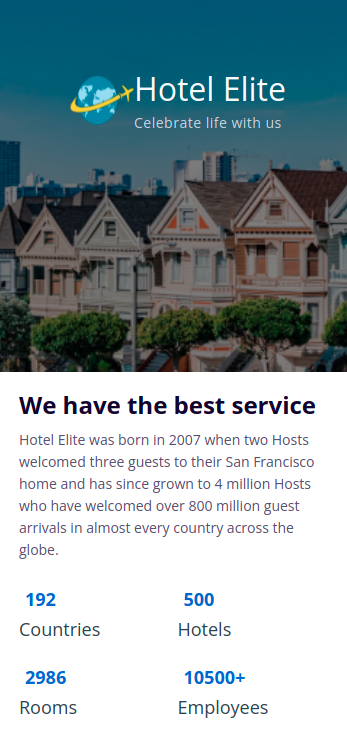 Hotel Elite
Celebrate life with us
We have the best service
Hotel Elite was born in 2007 when two Hosts
welcomed three guests to their San Francisco
home and has since grown to 4 million Hosts
who have welcomed over 800 million guest
arrivals in almost every country across the
globe.
192 500
Countries Hotels
2986 10500+
Rooms Employees